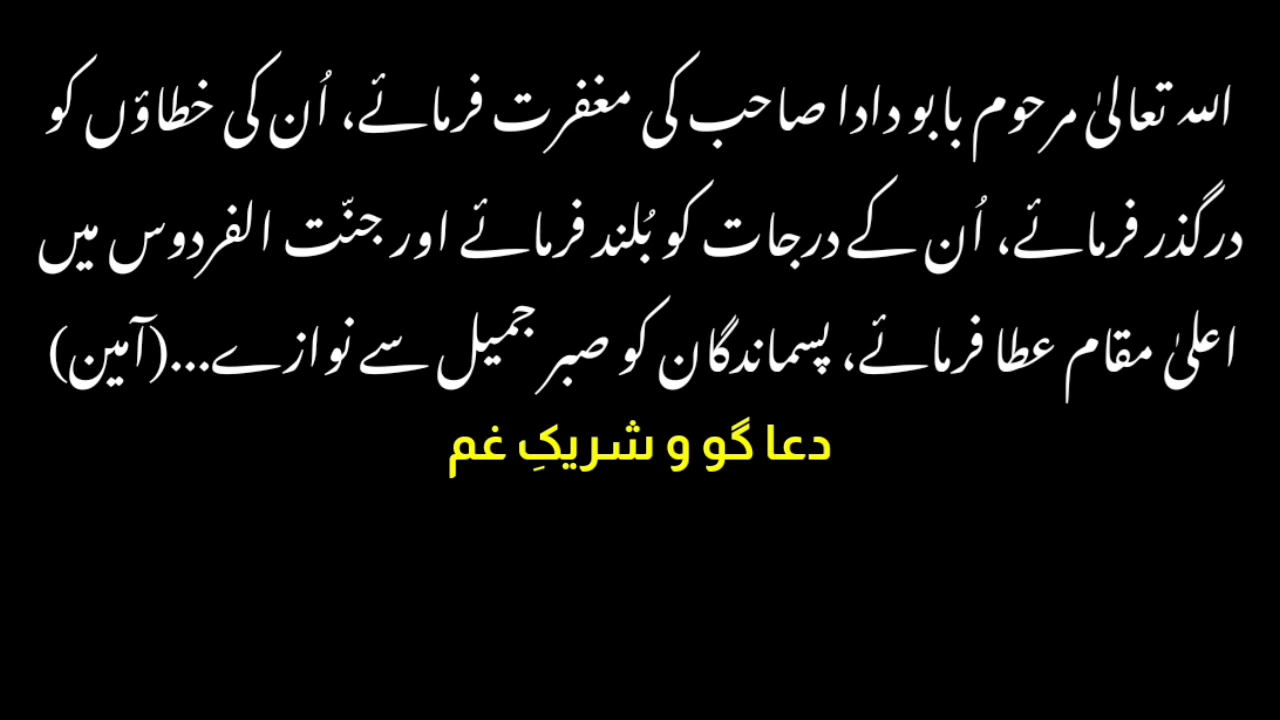 اللہ تعالیٰ مرحوم بابو دادا صاحب کی مغفرت فرمائے، اُن کی خطاؤں کو
درگذر فرمائے، اُن کے درجات کو بُلند فرمائے اور جنّت الفردوس میں
اعلیٰ مقام عطا فرمائے، پسماندگان کو صبر جمیل سے نوازے...(آمین)
دعا گو و شریکِ غم